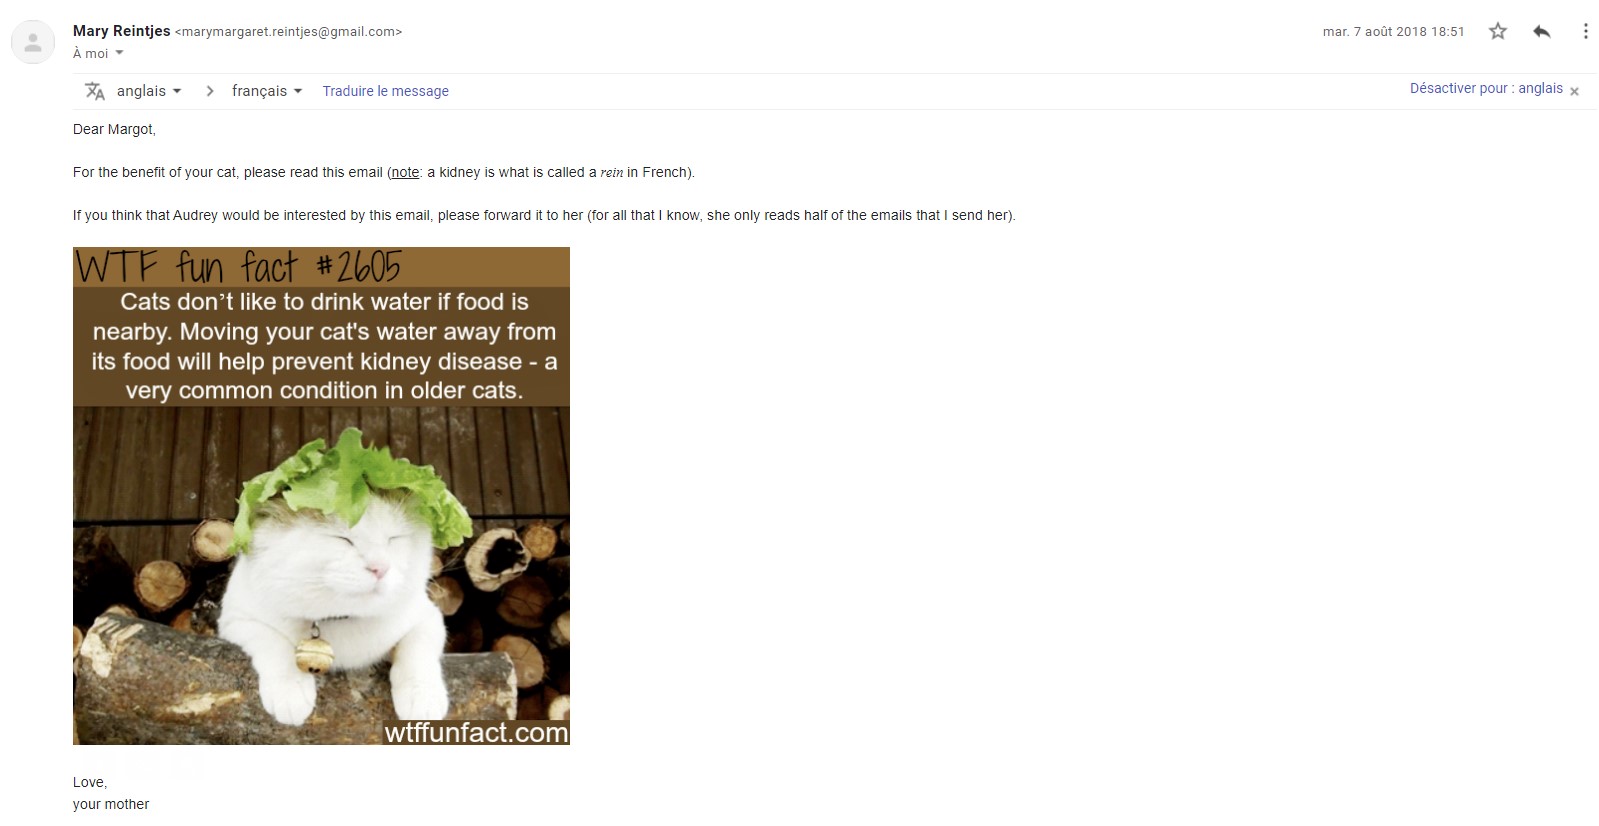 Mary Reintjes <marymargaret.reintjes@gmail.com>
mar. 7 août 2018 18:51
À moi
anglais > français Traduire le message
Désactiver pour : anglais x
Dear Margot,
For the benefit of your cat, please read this email (note: a kidney is what is called a rein in French).
If you think that Audrey would be interested by this email, please forward it to her (for all that I know, she only reads half of the emails that I send her).
WTF fun fact #2605
Cats don't like to drink water if food is
nearby. Moving your cat's water away from
its food will help prevent kidney disease - a
very common condition in older cats.
wtffunfact.com
Love,
your mother